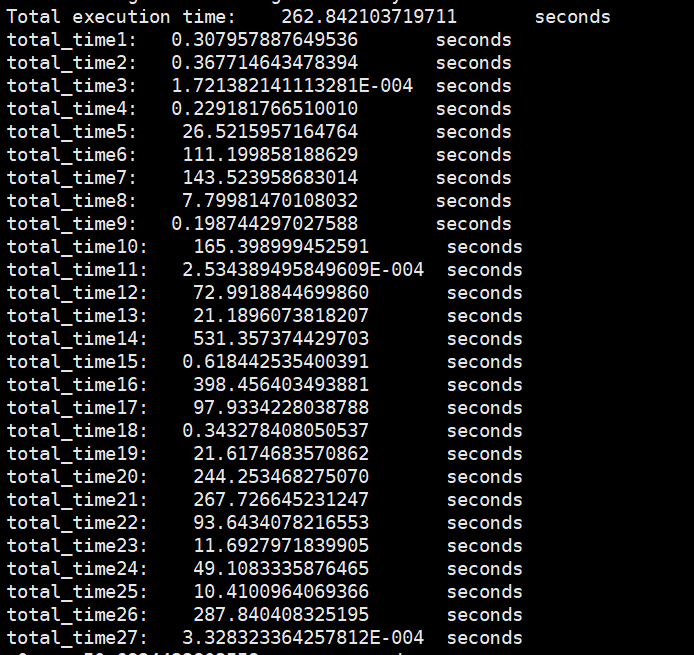 Total execution time: 262.842103719711 seconds
total_time1: 0.307957887649536 seconds
total_time2: 0.367714643478394 seconds
total_time3: 1.721382141113281E-004 seconds
total_time4: 0.229181766510010 seconds
total_time5: 26.5215957164764 seconds
total_time6: 111.199858188629 seconds
total_time7: 143.523958683014 seconds
total_time8: 7.79981470108032 seconds
total_time9: 0.198744297027588 seconds
total_time10: 165.398999452591 seconds
total_time11: 2.534389495849609E-004 seconds
total_time12: 72.9918844699860 seconds
total_time13: 21.1896073818207 seconds
total_time14: 531.357374429703 seconds
total_time15: 0.618442535400391 seconds
total_time16: 398.456403493881 seconds
total_time17: 97.9334228038788 seconds
total_time18: 0.343278408050537 seconds
total_time19: 21.6174683570862 seconds
total_time20: 244.253468275070 seconds
total_time21: 267.726645231247 seconds
total_time22: 93.6434078216553 seconds
total_time23: 11.6927971839905 seconds
total_time24: 49.1083335876465 seconds
total_time25: 10.4100964069366 seconds
total_time26: 287.840408325195 seconds
total_time27: 3.328323364257812E-004 seconds